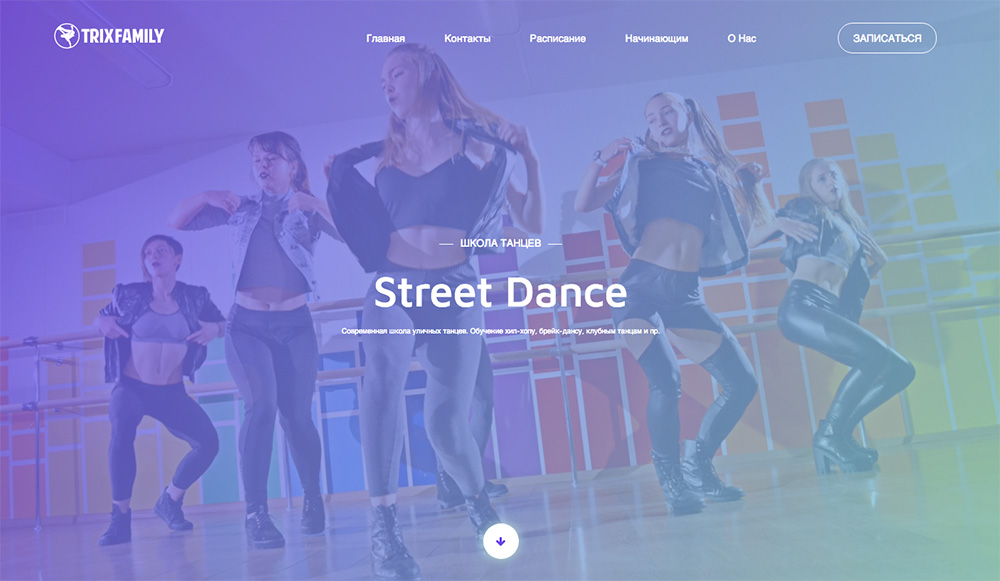 TRIXFAMILY
Главная Контакты Расписание Начинающим О Нас
ЗАПИСАТЬСЯ
ШКОЛА ТАНЦЕВ
Street Dance
Современная школа уличных танцев. Обучение хип-хопу, брейк-дансу, клубным танцам и пр.